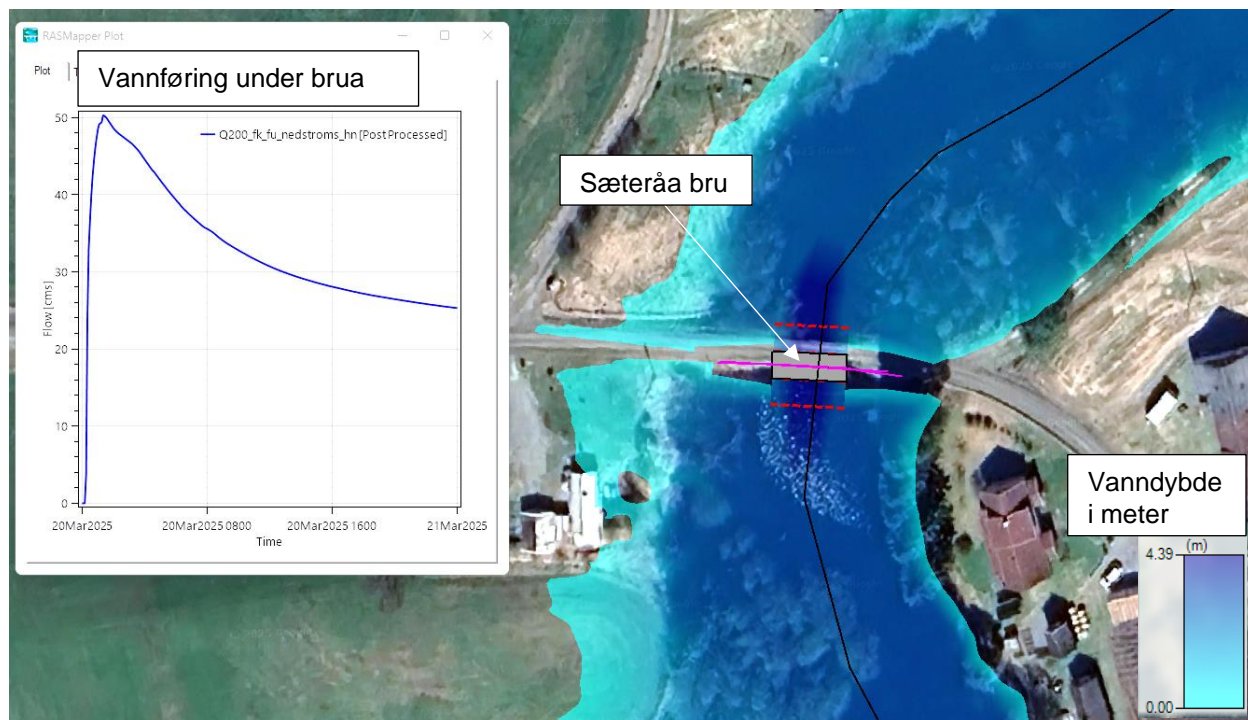 RASMapper Plot
Plot
Vannføring under brua
Q200_fk_fu_nedstroms_hn [Post Processed]
50
40
30
20
10
0
Flow [cms]
20Mar2025
20Mar2025 0800
20Mar2025 1600
21Mar2025
Time
Sæteråa bru
Vanndybde
i meter
(m)
4.39
0.00